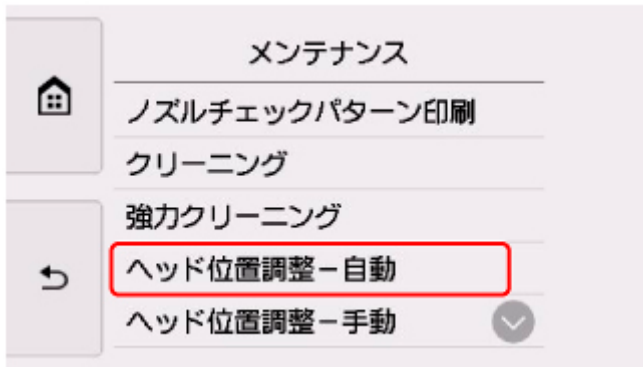 メンテナンス
ノズルチェックパターン印刷
クリーニング
強力クリーニング
ヘッド位置調整－自動
ヘッド位置調整－手動